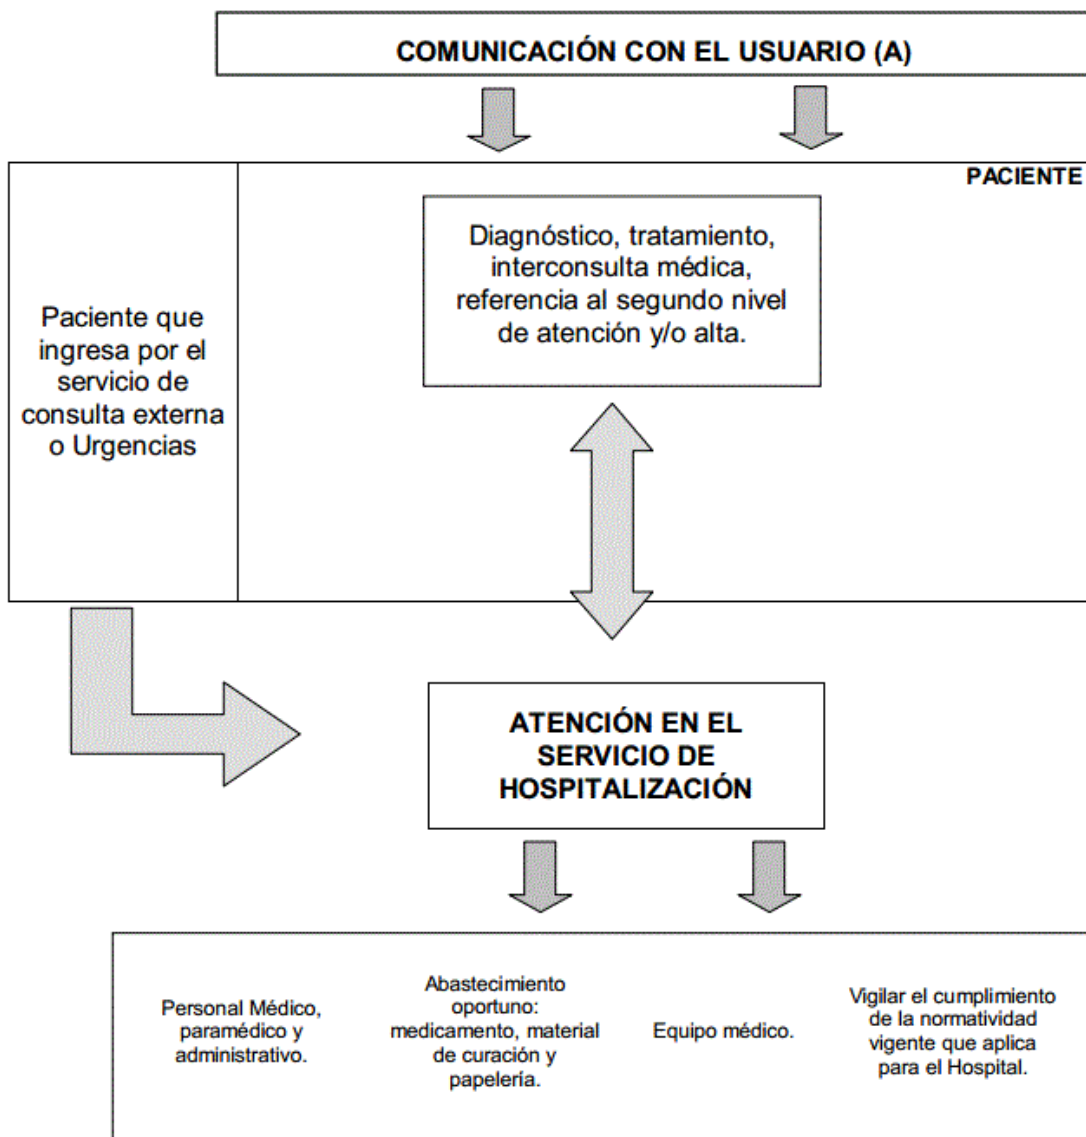 COMUNICACIÓN CON EL USUARIO (A)
PACIENTE
Diagnóstico, tratamiento,
interconsulta médica,
referencia al segundo nivel
de atención y/o alta.
Paciente que
ingresa por el
servicio de
consulta externa
o Urgencias
ATENCIÓN EN EL
SERVICIO DE
HOSPITALIZACIÓN
Personal Médico,
paramédico y
administrativo.
Abastecimiento
oportuno:
medicamento, material
de curación y
papelería.
Equipo médico.
Vigilar el cumplimiento
de la normatividad
vigente que aplica
para el Hospital.